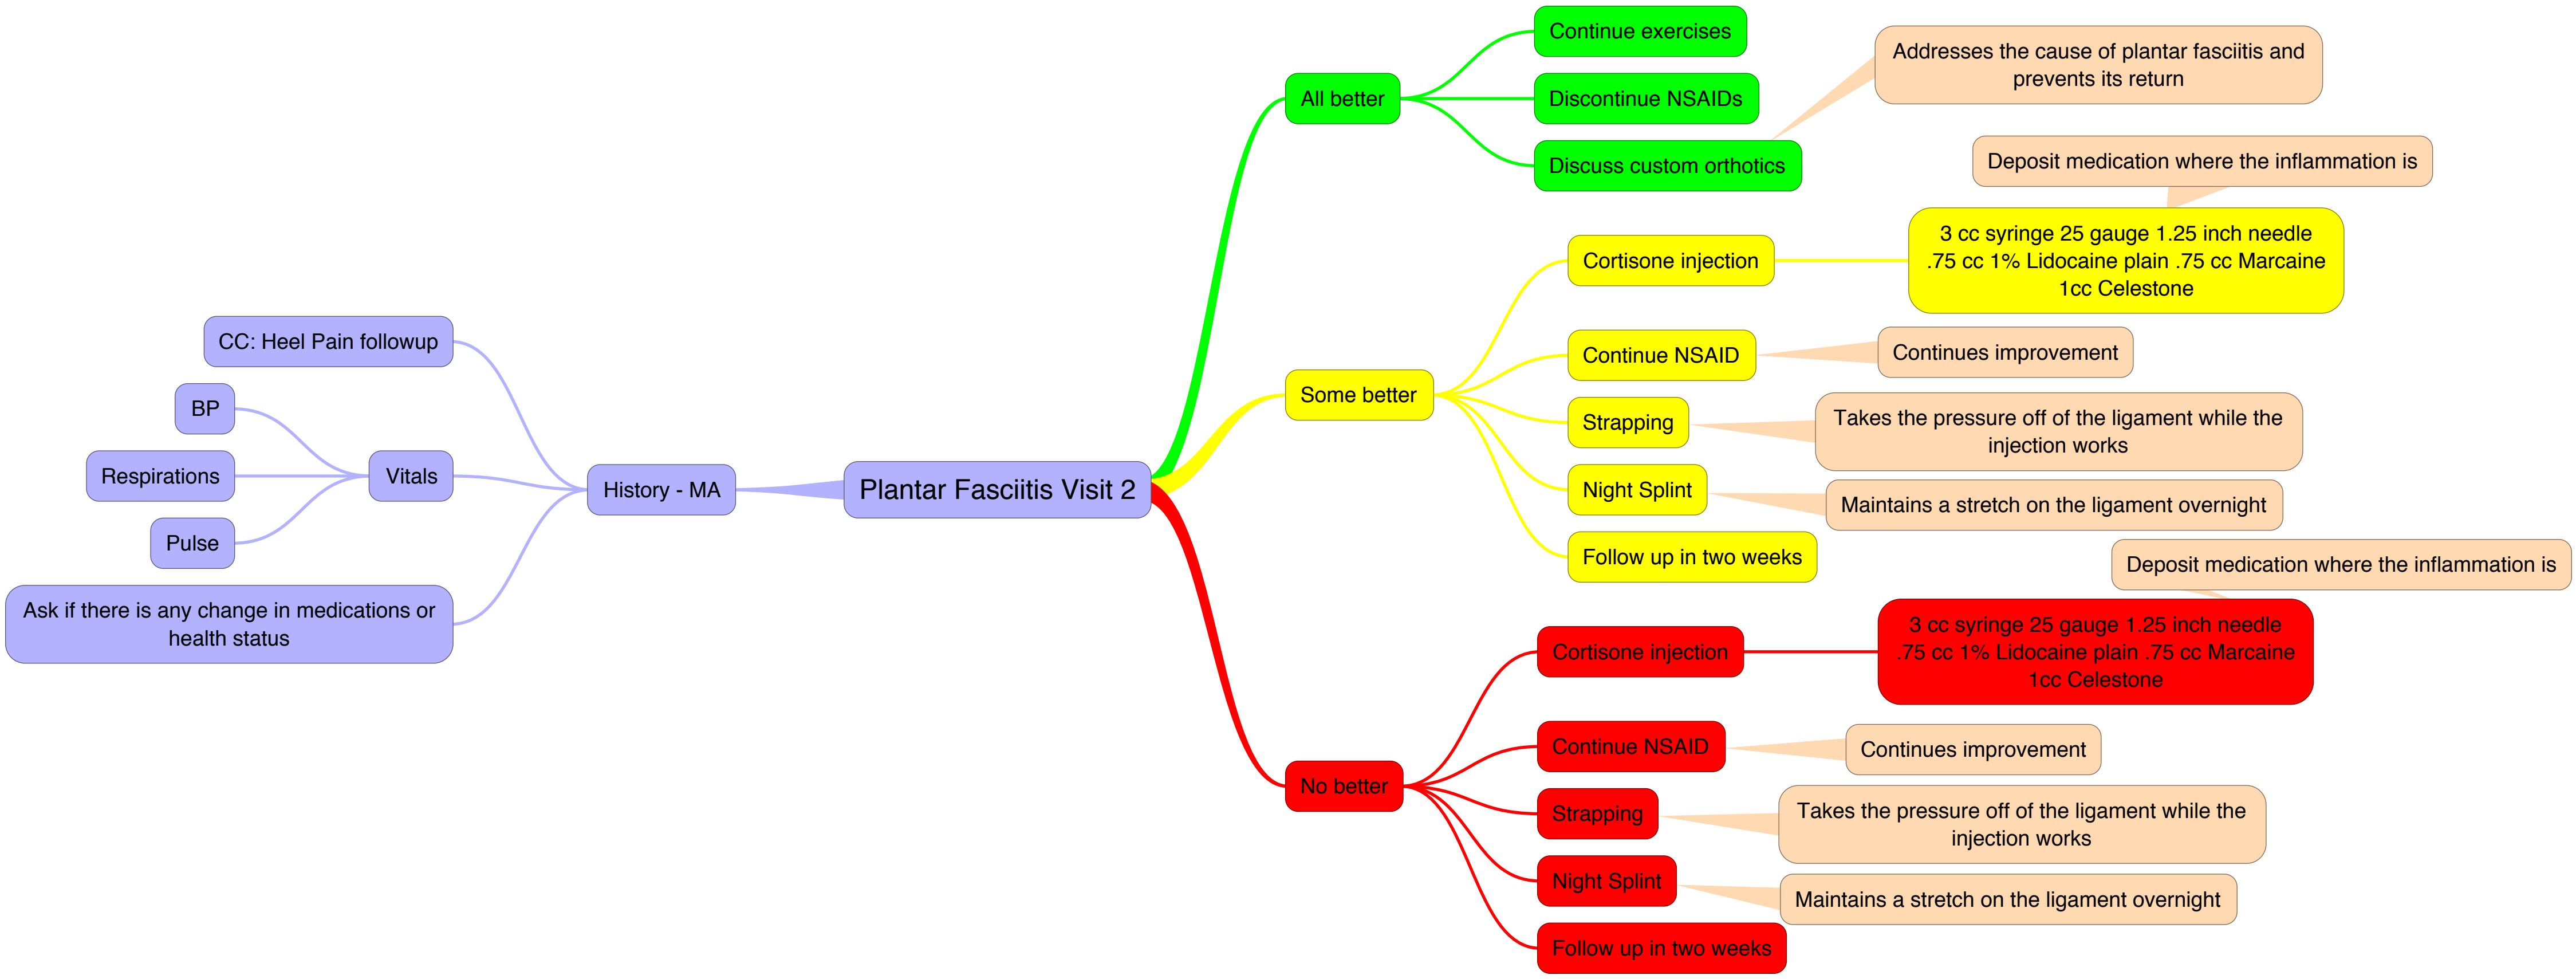 Plantar Fasciitis Visit 2
History - MA
CC: Heel Pain followup
Vitals
BP
Respirations
Pulse
Ask if there is any change in medications or
health status
All better
Continue exercises
Discontinue NSAIDs
Discuss custom orthotics
Addresses the cause of plantar fasciitis and
prevents its return
Some better
Cortisone injection
3 cc syringe 25 gauge 1.25 inch needle
.75 cc 1% Lidocaine plain .75 cc Marcaine
1cc Celestone
Deposit medication where the inflammation is
Continue NSAID
Continues improvement
Strapping
Takes the pressure off of the ligament while the
injection works
Night Splint
Maintains a stretch on the ligament overnight
Follow up in two weeks
No better
Cortisone injection
3 cc syringe 25 gauge 1.25 inch needle
.75 cc 1% Lidocaine plain .75 cc Marcaine
1cc Celestone
Deposit medication where the inflammation is
Continue NSAID
Continues improvement
Strapping
Takes the pressure off of the ligament while the
injection works
Night Splint
Maintains a stretch on the ligament overnight
Follow up in two weeks